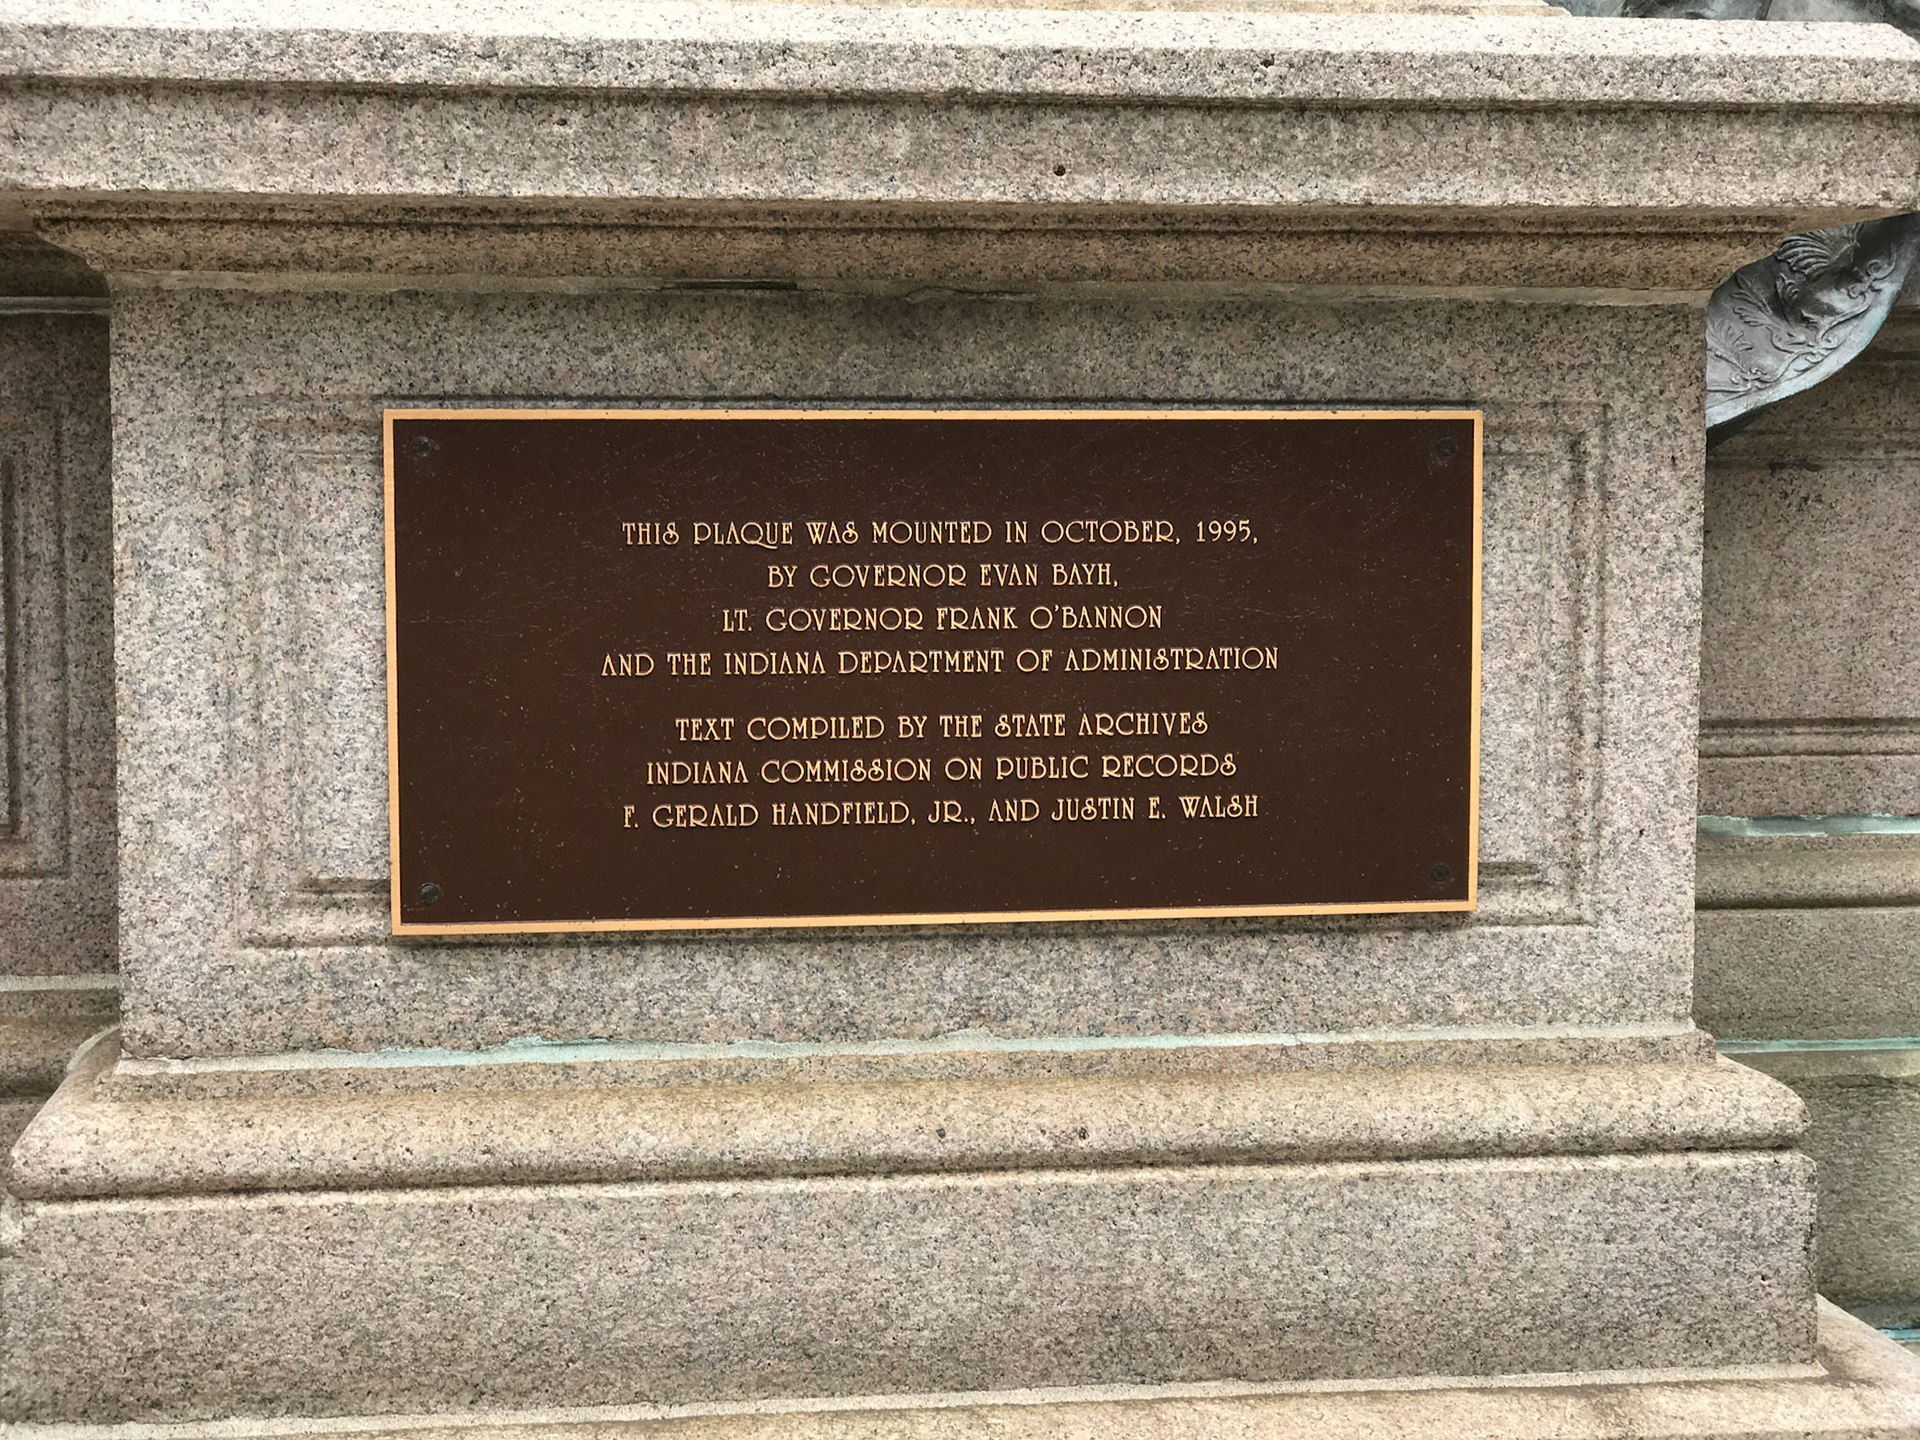 THIS PLAQUE WAS MOUNTED IN OCTOBER, 1995,
BY GOVERNOR EVAN BAYH,
LT. GOVERNOR FRANK O'BANNON
AND THE INDIANA DEPARTMENT OF ADMINISTRATION
TEXT COMPILED BY THE STATE ARCHIVES
INDIANA COMMISSION ON PUBLIC RECORDS
F. GERALD HANDFIELD, JR., AND JUSTIN E. WALSH